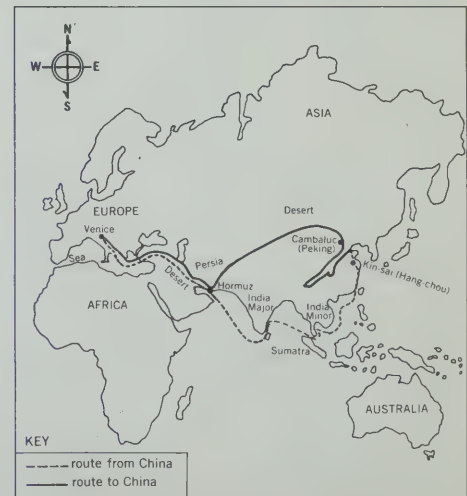 N
W E
S
ASIA
EUROPE
Desert
Venice
Cambaluc
(Peking)
Sea
Persia
Kin-sai (Hang-chou)
Desert
Hormuz
AFRICA
India
Major
India
Minor
Sumatra
AUSTRALIA
KEY
route from China
route to China